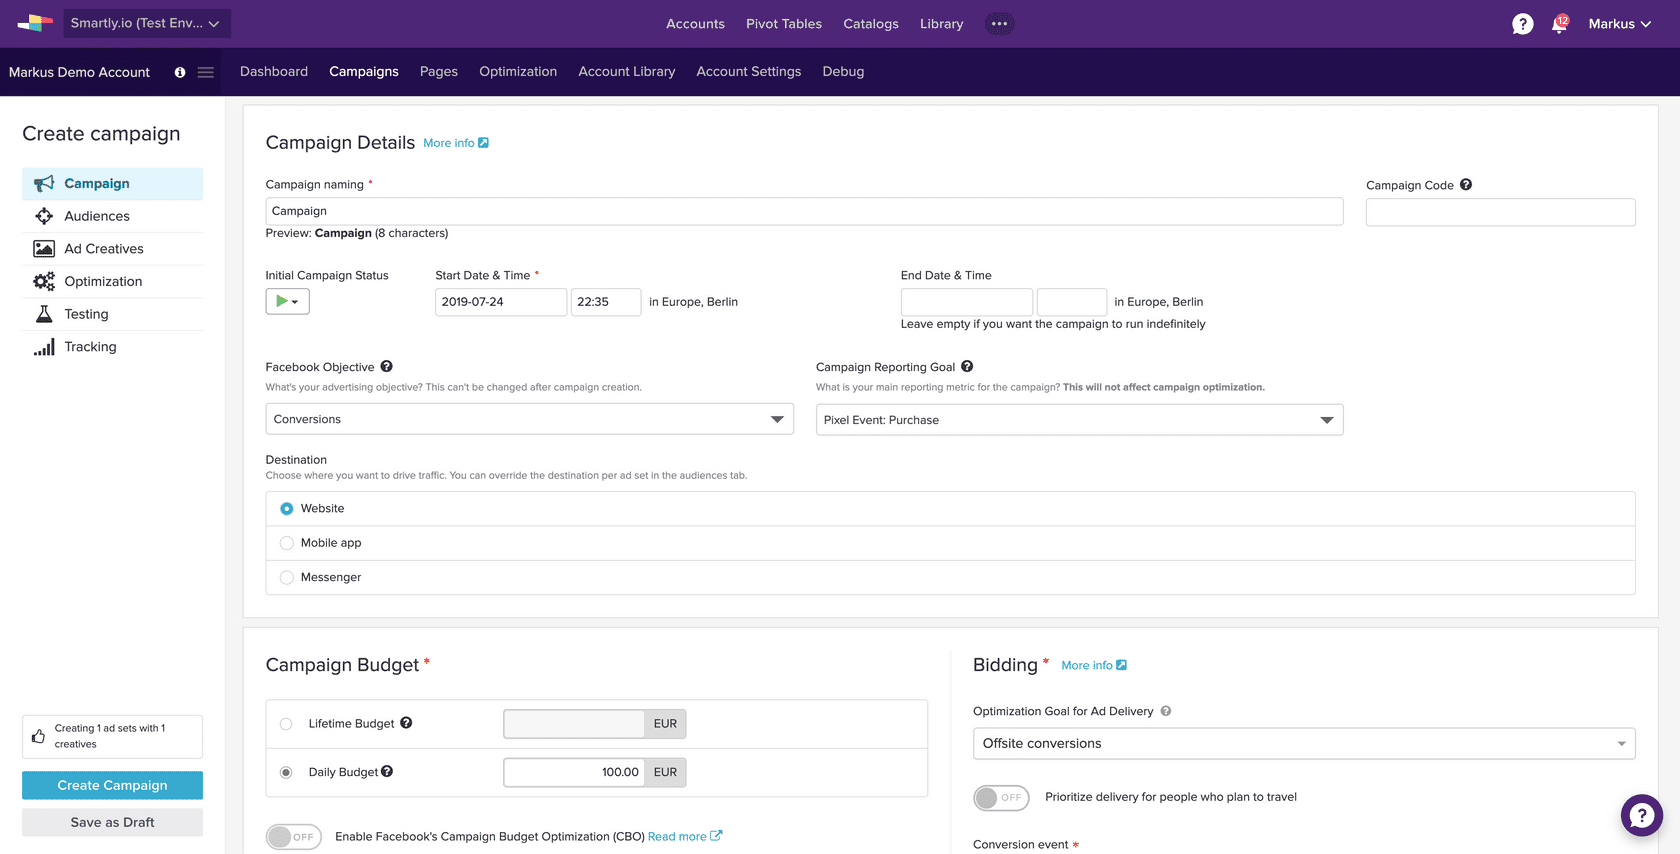 Smartly.io (Test Env...
Accounts
Pivot Tables
Catalogs
Library
12
Markus
Markus Demo Account
Dashboard
Campaigns
Pages
Optimization
Account Library
Account Settings
Debug
Create campaign
Campaign
Audiences
Ad Creatives
Optimization
Testing
Tracking
Creating 1 ad sets with 1
creatives
Create Campaign
Save as Draft
Campaign Details More info
Campaign naming *
Campaign
Preview: Campaign (8 characters)
Campaign Code ?
Initial Campaign Status
Start Date & Time *
2019-07-24 22:35 in Europe, Berlin
End Date & Time
in Europe, Berlin
Leave empty if you want the campaign to run indefinitely
Facebook Objective ?
What's your advertising objective? This can't be changed after campaign creation.
Conversions
Campaign Reporting Goal ?
What is your main reporting metric for the campaign? This will not affect campaign optimization.
Pixel Event: Purchase
Destination
Choose where you want to drive traffic. You can override the destination per ad set in the audiences tab.
Website
Mobile app
Messenger
Campaign Budget *
Lifetime Budget ? EUR
Daily Budget ? 100.00 EUR
OFF Enable Facebook's Campaign Budget Optimization (CBO) Read more
Bidding * More info
Optimization Goal for Ad Delivery ?
Offsite conversions
OFF Prioritize delivery for people who plan to travel
Conversion event *